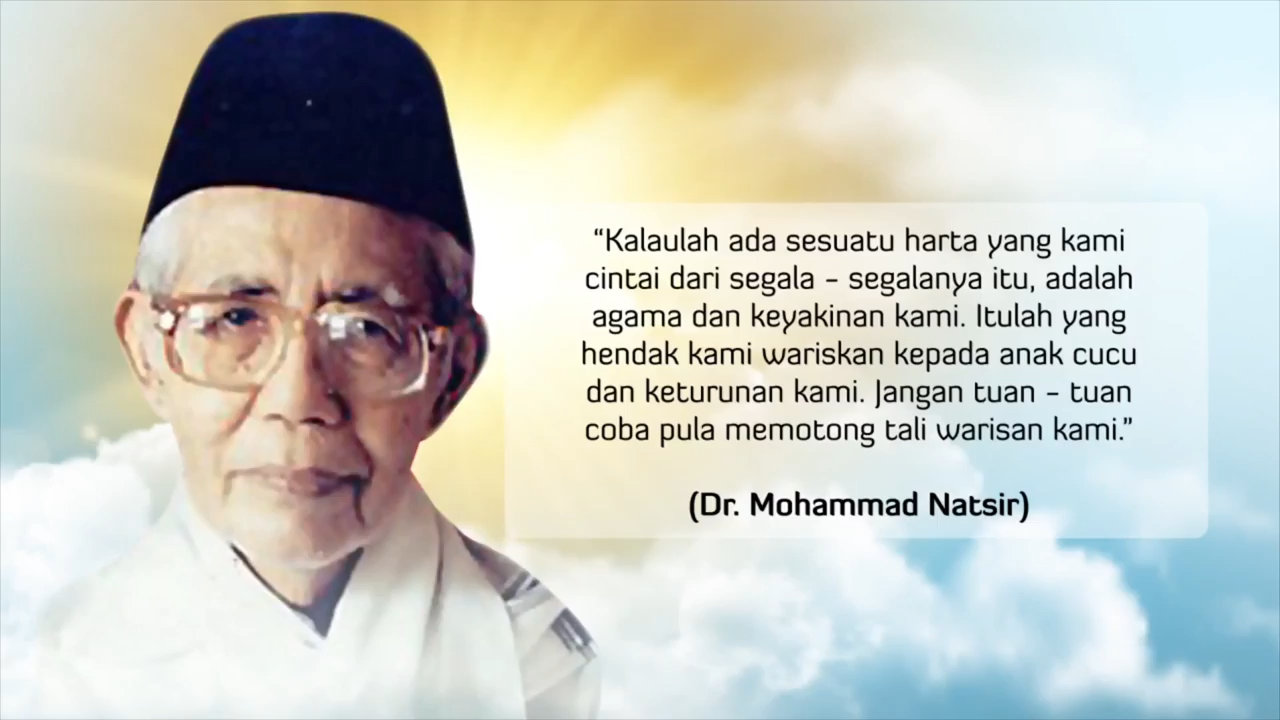 “Kalaulah ada sesuatu harta yang kami
cintai dari segala - segalanya itu, adalah
agama dan keyakinan kami. Itulah yang
hendak kami wariskan kepada anak cucu
dan keturunan kami. Jangan tuan - tuan
coba pula memotong tali warisan kami.”
(Dr. Mohammad Natsir)